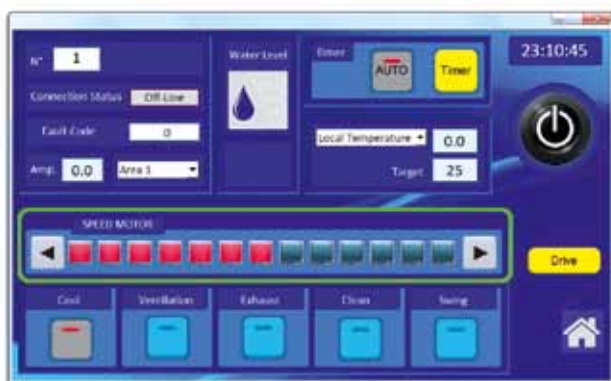 N° 1
Water Level
Timer
AUTO
Timer
23:10:45
Connection Status Off-Line
Fault Code 0
Amp. 0.0 Area 1
Local Temperature 0.0
Target 25
SPEED MOTOR
Drive
Cool
Ventilation
Exhaust
Clean
Swing